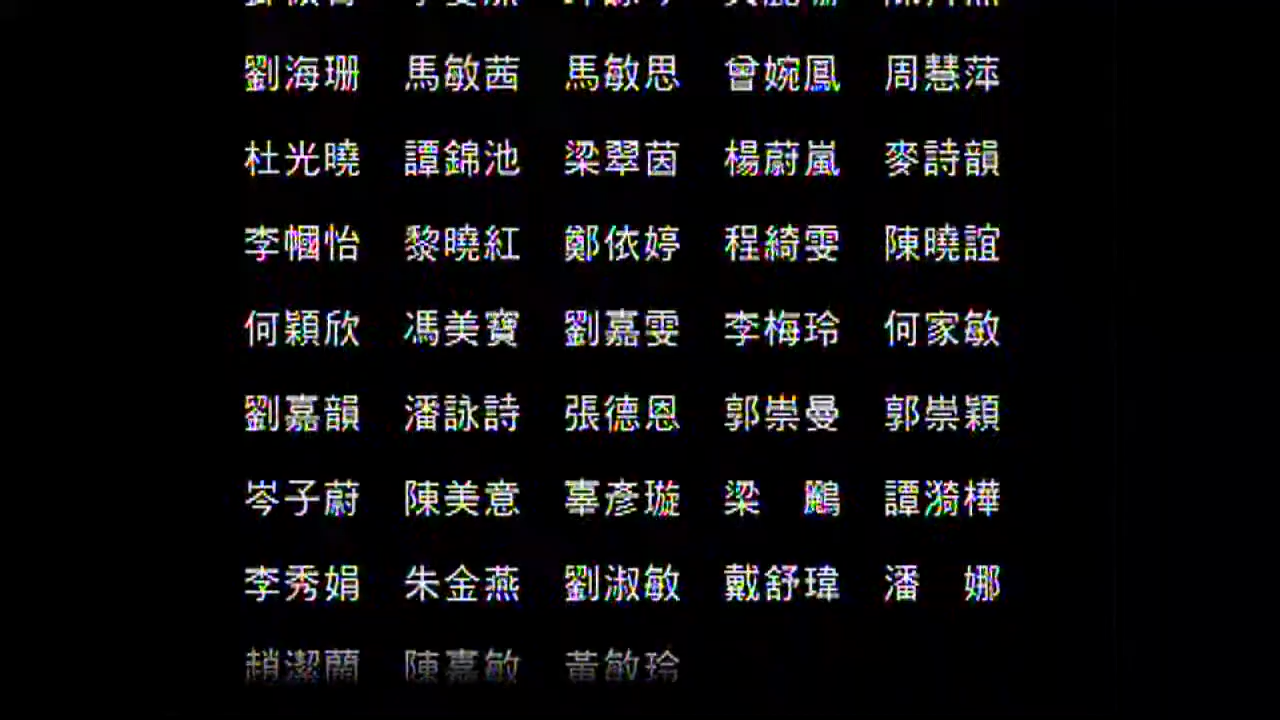 劉海珊 馬敏茜 馬敏思 曾婉鳳 周慧萍
杜光曉 譚錦池 梁翠茵 楊蔚嵐 麥詩韻
李幗怡 黎曉紅 鄭依婷 程綺雯 陳曉誼
何穎欣 馮美寶 劉嘉雯 李梅玲 何家敏
劉嘉韻 潘詠詩 張德恩 郭崇曼 郭崇穎
岑子蔚 陳美意 辜彥璇 梁 譚漪樺
李秀娟 朱金燕 劉淑敏 戴舒瑋 潘 娜
趙潔蘭 陳嘉敏 黃敏玲